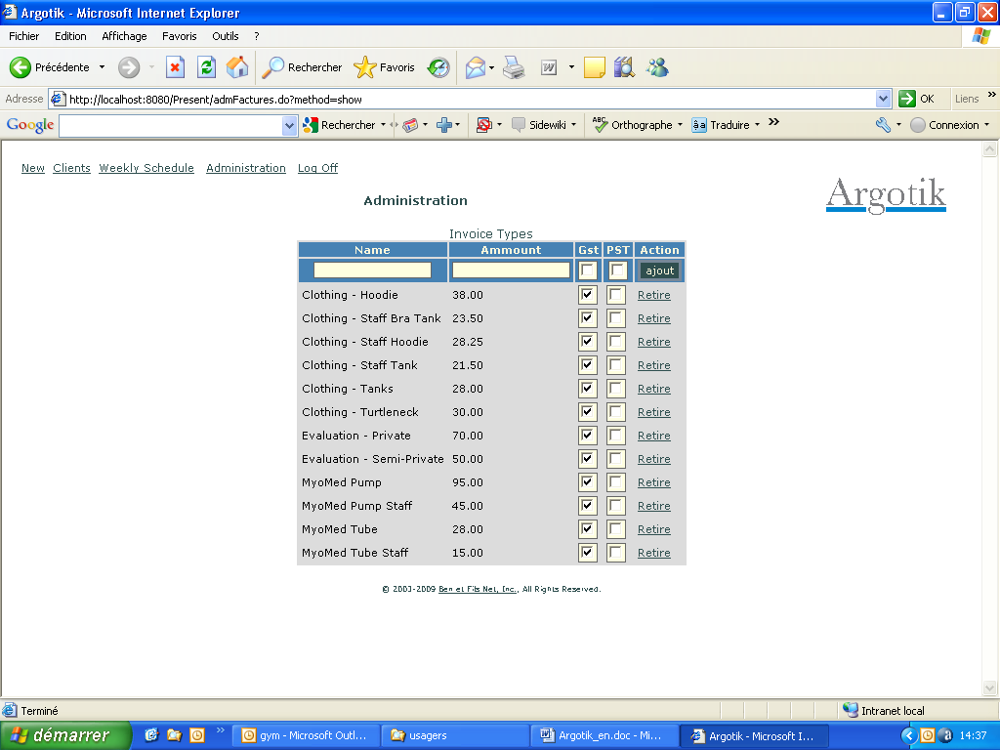 Argotik - Microsoft Internet Explorer
Fichier Edition Affichage Favoris Outils ?
Précédente Rechercher Favoris W
Adresse http://localhost:8080/Present/admFactures.do?method=show OK Liens »
Google Rechercher Sidewiki ABC Orthographe Traduire » Connexion
New Clients Weekly Schedule Administration Log Off
Argotik
Administration
Invoice Types
Name Ammount Gst PST Action
ajout
Clothing - Hoodie 38.00 Retire
Clothing - Staff Bra Tank 23.50 Retire
Clothing - Staff Hoodie 28.25 Retire
Clothing - Staff Tank 21.50 Retire
Clothing - Tanks 28.00 Retire
Clothing - Turtleneck 30.00 Retire
Evaluation - Private 70.00 Retire
Evaluation - Semi-Private 50.00 Retire
MyoMed Pump 95.00 Retire
MyoMed Pump Staff 45.00 Retire
MyoMed Tube 28.00 Retire
MyoMed Tube Staff 15.00 Retire
© 2003-2009 Ben et Fits Net, Inc., All Rights Reserved.
Terminé Intranet local
démarrer » gym - Microsoft Outl... usagers Argotik_en.doc - Mi... Argotik - Microsoft I... 14:37